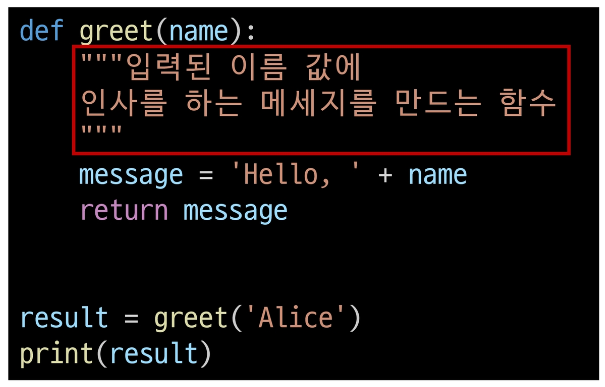 def greet(name):
    """입력된 이름 값에
    인사를 하는 메세지를 만드는 함수
    """
    message = 'Hello, ' + name
    return message
result = greet('Alice')
print(result)